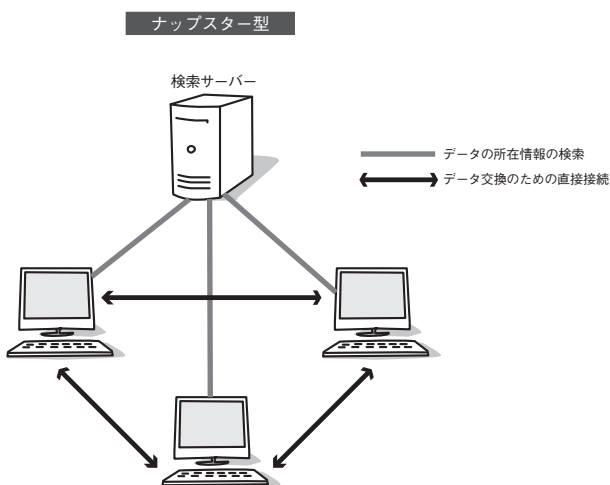 ナップスター型
検索サーバー
データの所在情報の検索
データ交換のための直接接続